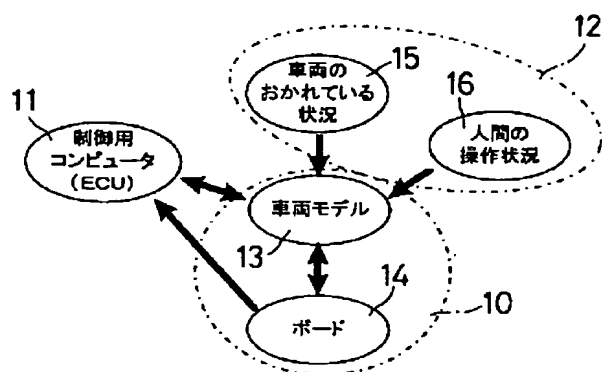 12
15
車両の
おかれている
状況
11
16
制御用
コンピュータ
(ECU)
人間の
操作状況
車両モデル
13
14
10
ボード